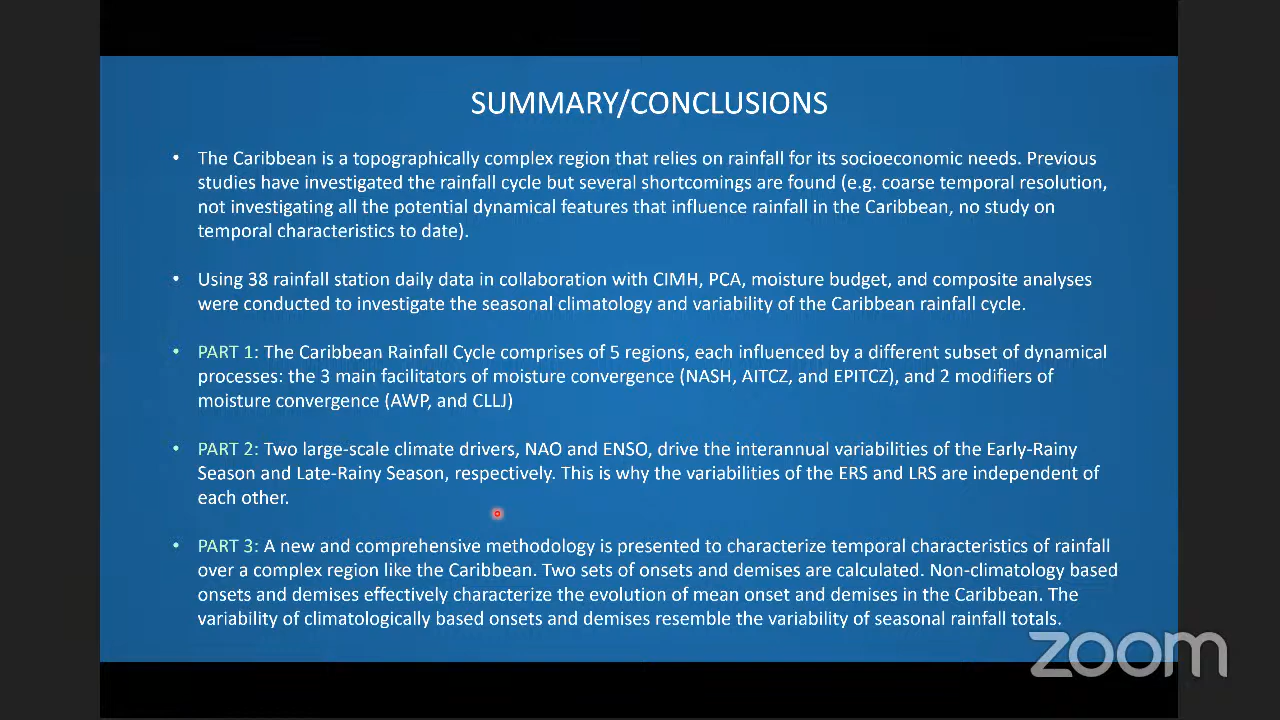 SUMMARY/CONCLUSIONS
• The Caribbean is a topographically complex region that relies on rainfall for its socioeconomic needs. Previous
studies have investigated the rainfall cycle but several shortcomings are found (e.g. coarse temporal resolution,
not investigating all the potential dynamical features that influence rainfall in the Caribbean, no study on
temporal characteristics to date).
• Using 38 rainfall station daily data in collaboration with CIMH, PCA, moisture budget, and composite analyses
were conducted to investigate the seasonal climatology and variability of the Caribbean rainfall cycle.
• PART 1: The Caribbean Rainfall Cycle comprises of 5 regions, each influenced by a different subset of dynamical
processes: the 3 main facilitators of moisture convergence (NASH, AITCZ, and EPITCZ), and 2 modifiers of
moisture convergence (AWP, and CLLJ)
• PART 2: Two large-scale climate drivers, NAO and ENSO, drive the interannual variabilities of the Early-Rainy
Season and Late-Rainy Season, respectively. This is why the variabilities of the ERS and LRS are independent of
each other.
• PART 3: A new and comprehensive methodology is presented to characterize temporal characteristics of rainfall
over a complex region like the Caribbean. Two sets of onsets and demises are calculated. Non-climatology based
onsets and demises effectively characterize the evolution of mean onset and demises in the Caribbean. The
variability of climatologically based onsets and demises resemble the variability of seasonal rainfall totals.
zoom